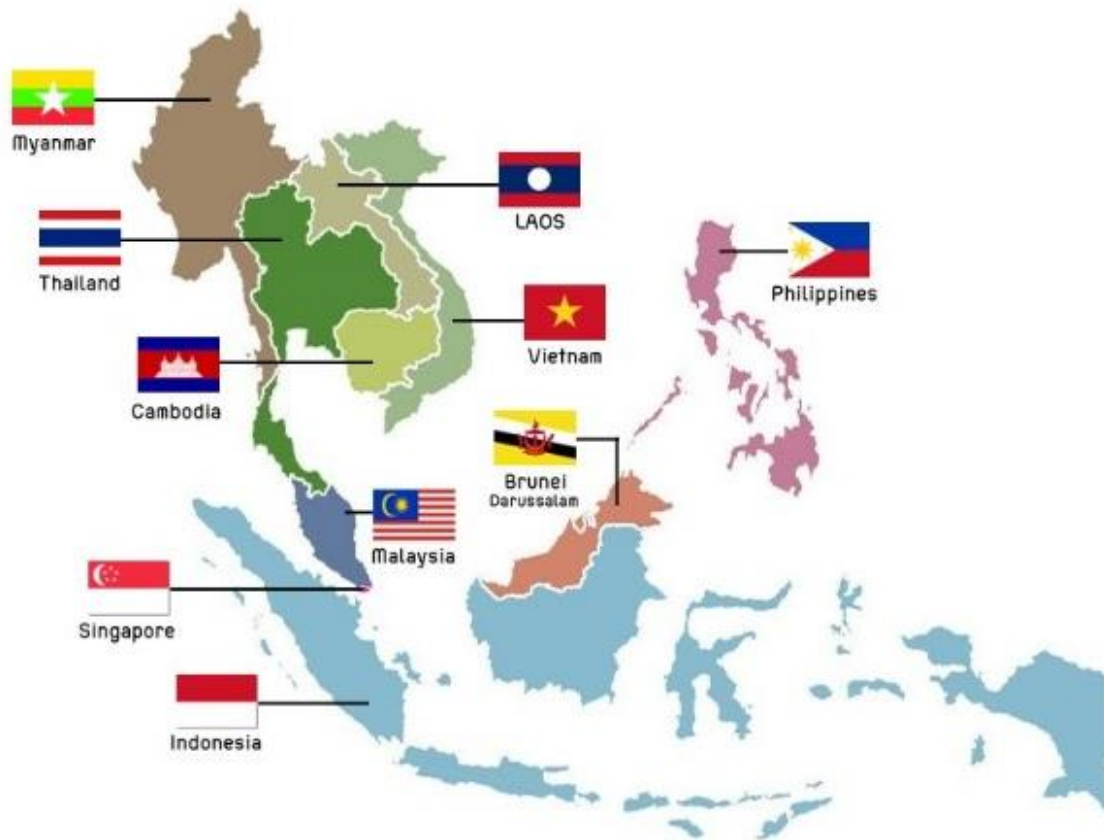 Myanmar
LAOS
Thailand
Philippines
Vietnam
Cambodia
Brunei
Darussalam
Malaysia
Singapore
Indonesia